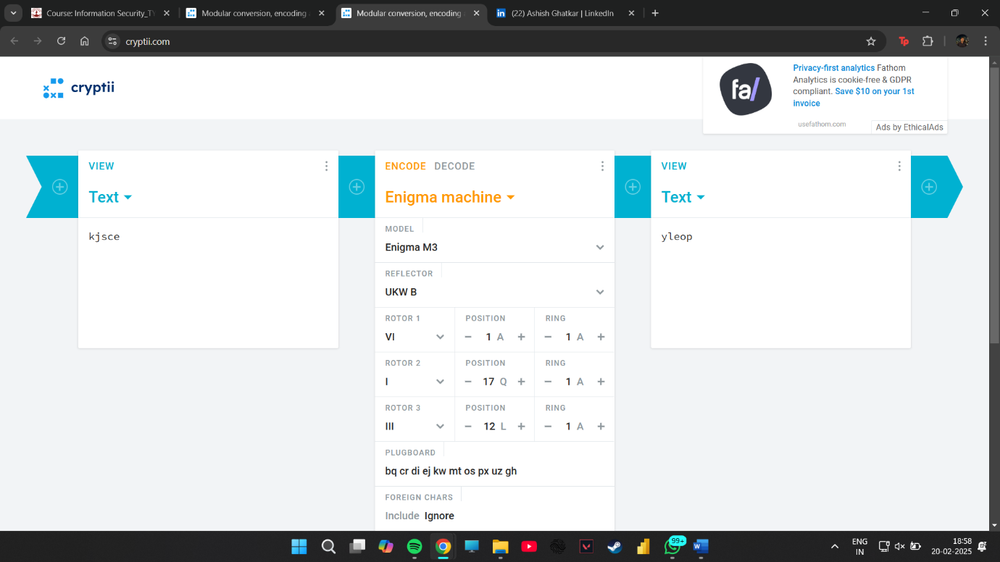 Course: Information Security_TY
Modular conversion, encoding
Modular conversion, encoding
(22) Ashish Ghatkar | LinkedIn
cryptii.com
cryptii
fa/
Privacy-first analytics Fathom
Analytics is cookie-free & GDPR
compliant. Save $10 on your 1st
invoice
usefathom.com
Ads by EthicalAds
VIEW
Text
kjsce
ENCODE DECODE
Enigma machine
MODEL
Enigma M3
REFLECTOR
UKW B
ROTOR 1 POSITION RING
VI − 1 A + − 1 A +
ROTOR 2 POSITION RING
I − 17 Q + − 1 A +
ROTOR 3 POSITION RING
III − 12 L + − 1 A +
PLUGBOARD
bq cr di ej kw mt os px uz gh
FOREIGN CHARS
Include Ignore
VIEW
Text
yleop
99+
ENG
IN
18:58
20-02-2025